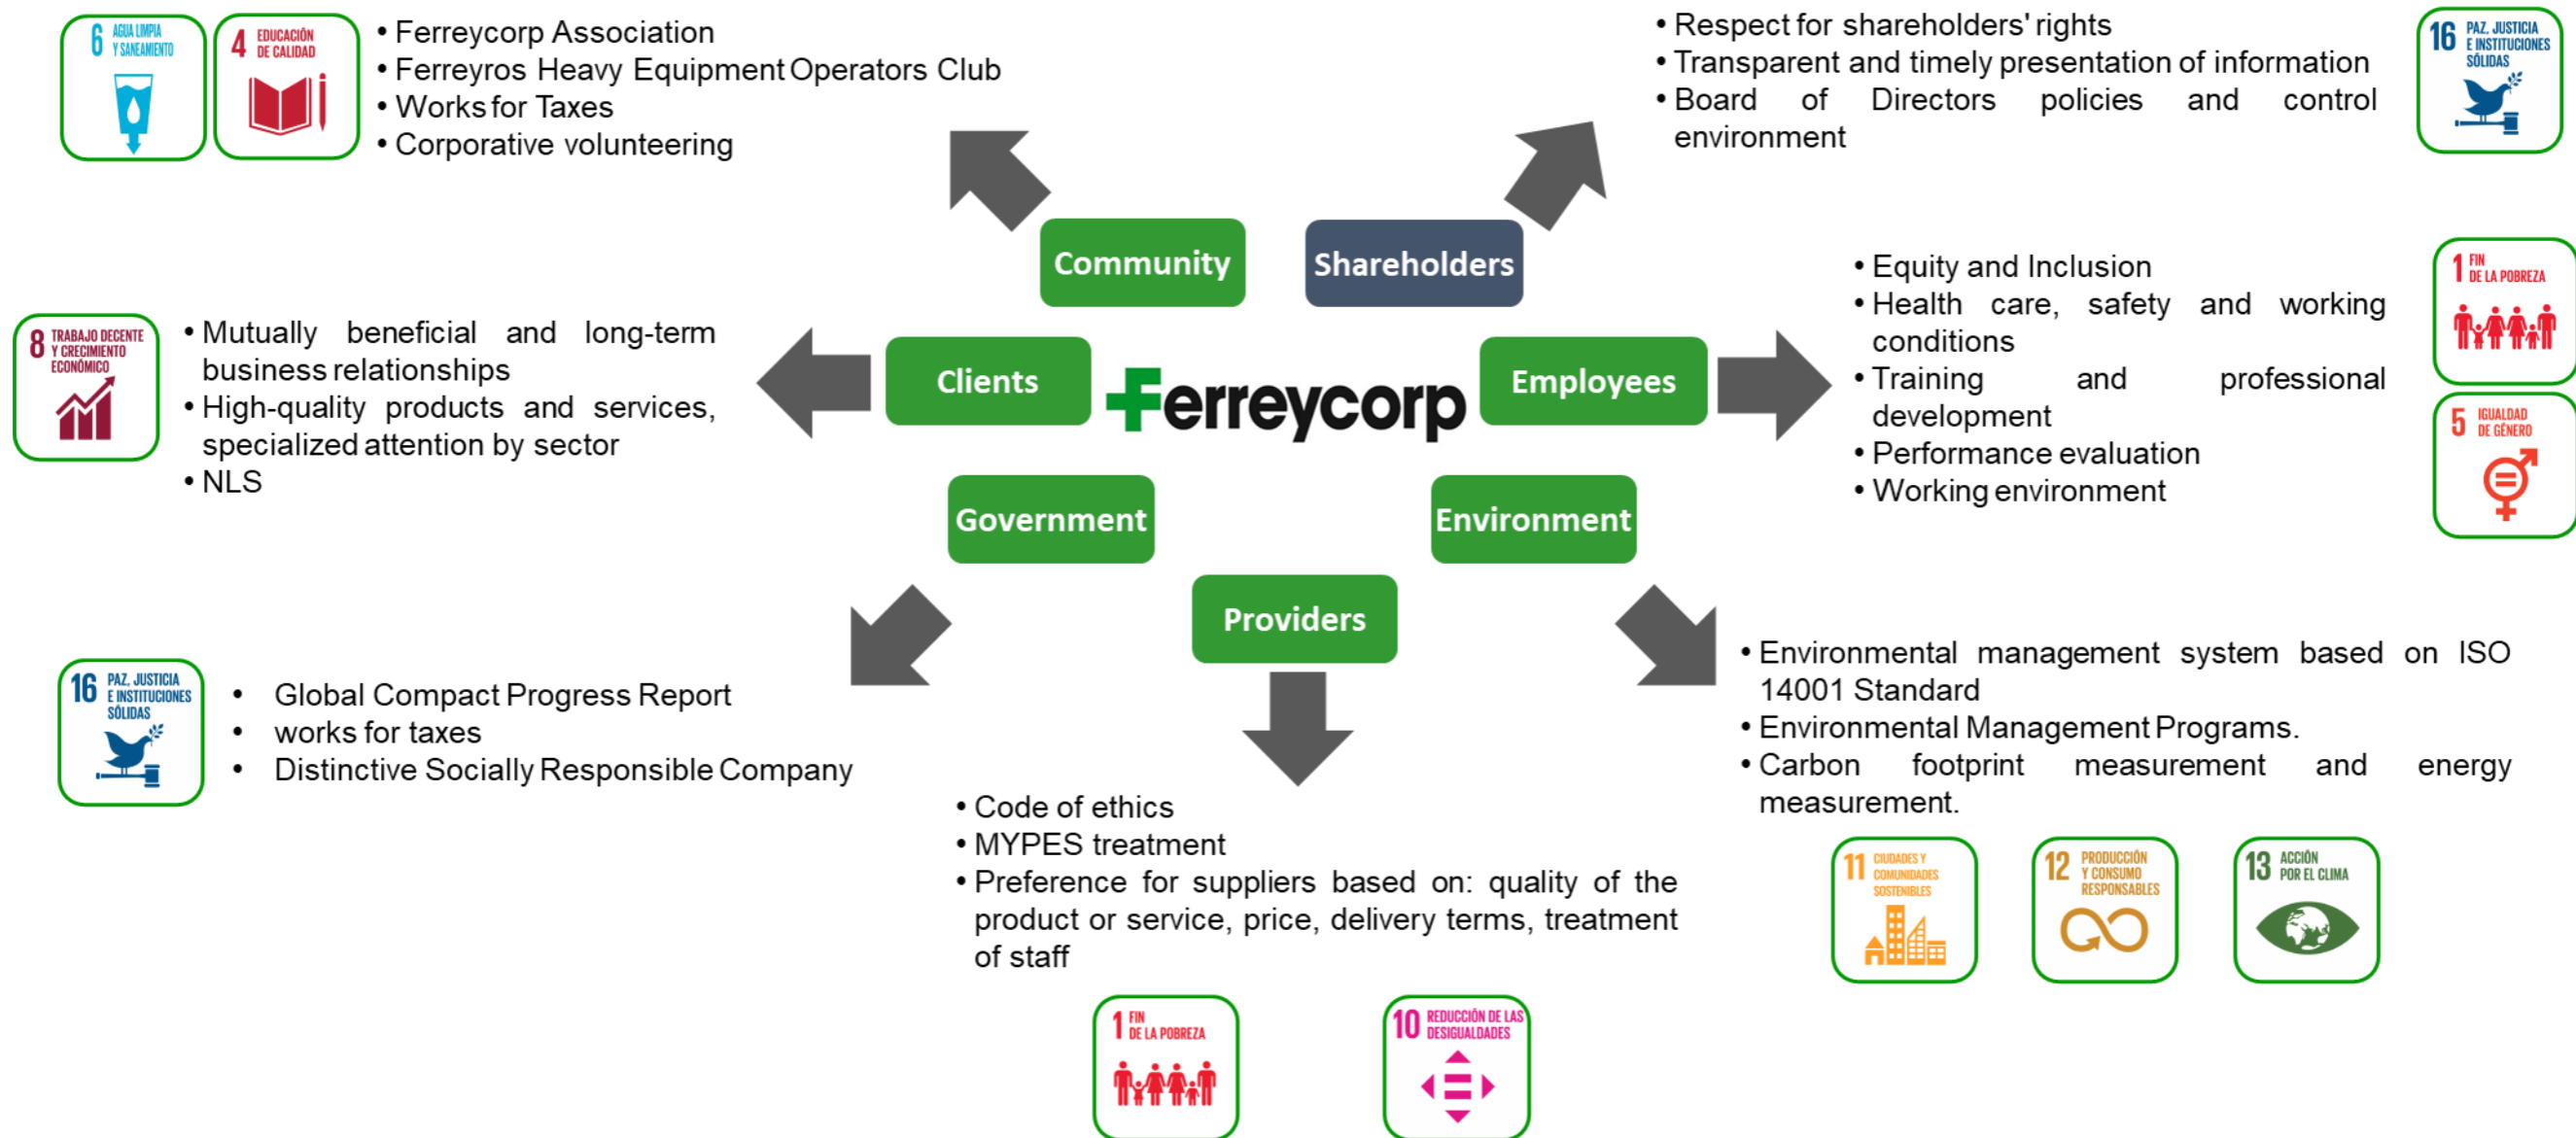 6 AGUA LIMPIA
Y SANEAMIENTO
4 EDUCACIÓN
DE CALIDAD
• Ferreycorp Association
• Ferreyros Heavy Equipment Operators Club
• Works for Taxes
• Corporative volunteering
• Respect for shareholders' rights
• Transparent and timely presentation of information
• Board of Directors policies and control
environment
16 PAZ, JUSTICIA
E INSTITUCIONES
SÓLIDAS
Community
Shareholders
8 TRABAJO DECENTE
Y CRECIMIENTO
ECONÓMICO
• Mutually beneficial and long-term
business relationships
• High-quality products and services,
specialized attention by sector
• NLS
Clients
Ferreycorp
Employees
• Equity and Inclusion
• Health care, safety and working
conditions
• Training and professional
development
• Performance evaluation
• Working environment
1 FIN
DE LA POBREZA
5 IGUALDAD
DE GÉNERO
Government
Environment
Providers
16 PAZ, JUSTICIA
E INSTITUCIONES
SÓLIDAS
• Global Compact Progress Report
• works for taxes
• Distinctive Socially Responsible Company
• Code of ethics
• MYPES treatment
• Preference for suppliers based on: quality of the
product or service, price, delivery terms, treatment
of staff
1 FIN
DE LA POBREZA
10 REDUCCIÓN DE LAS
DESIGUALDADES
• Environmental management system based on ISO
14001 Standard
• Environmental Management Programs.
• Carbon footprint measurement and energy
measurement.
11 CIUDADES Y
COMUNIDADES
SOSTENIBLES
12 PRODUCCIÓN
Y CONSUMO
RESPONSABLES
13 ACCIÓN
POR EL CLIMA